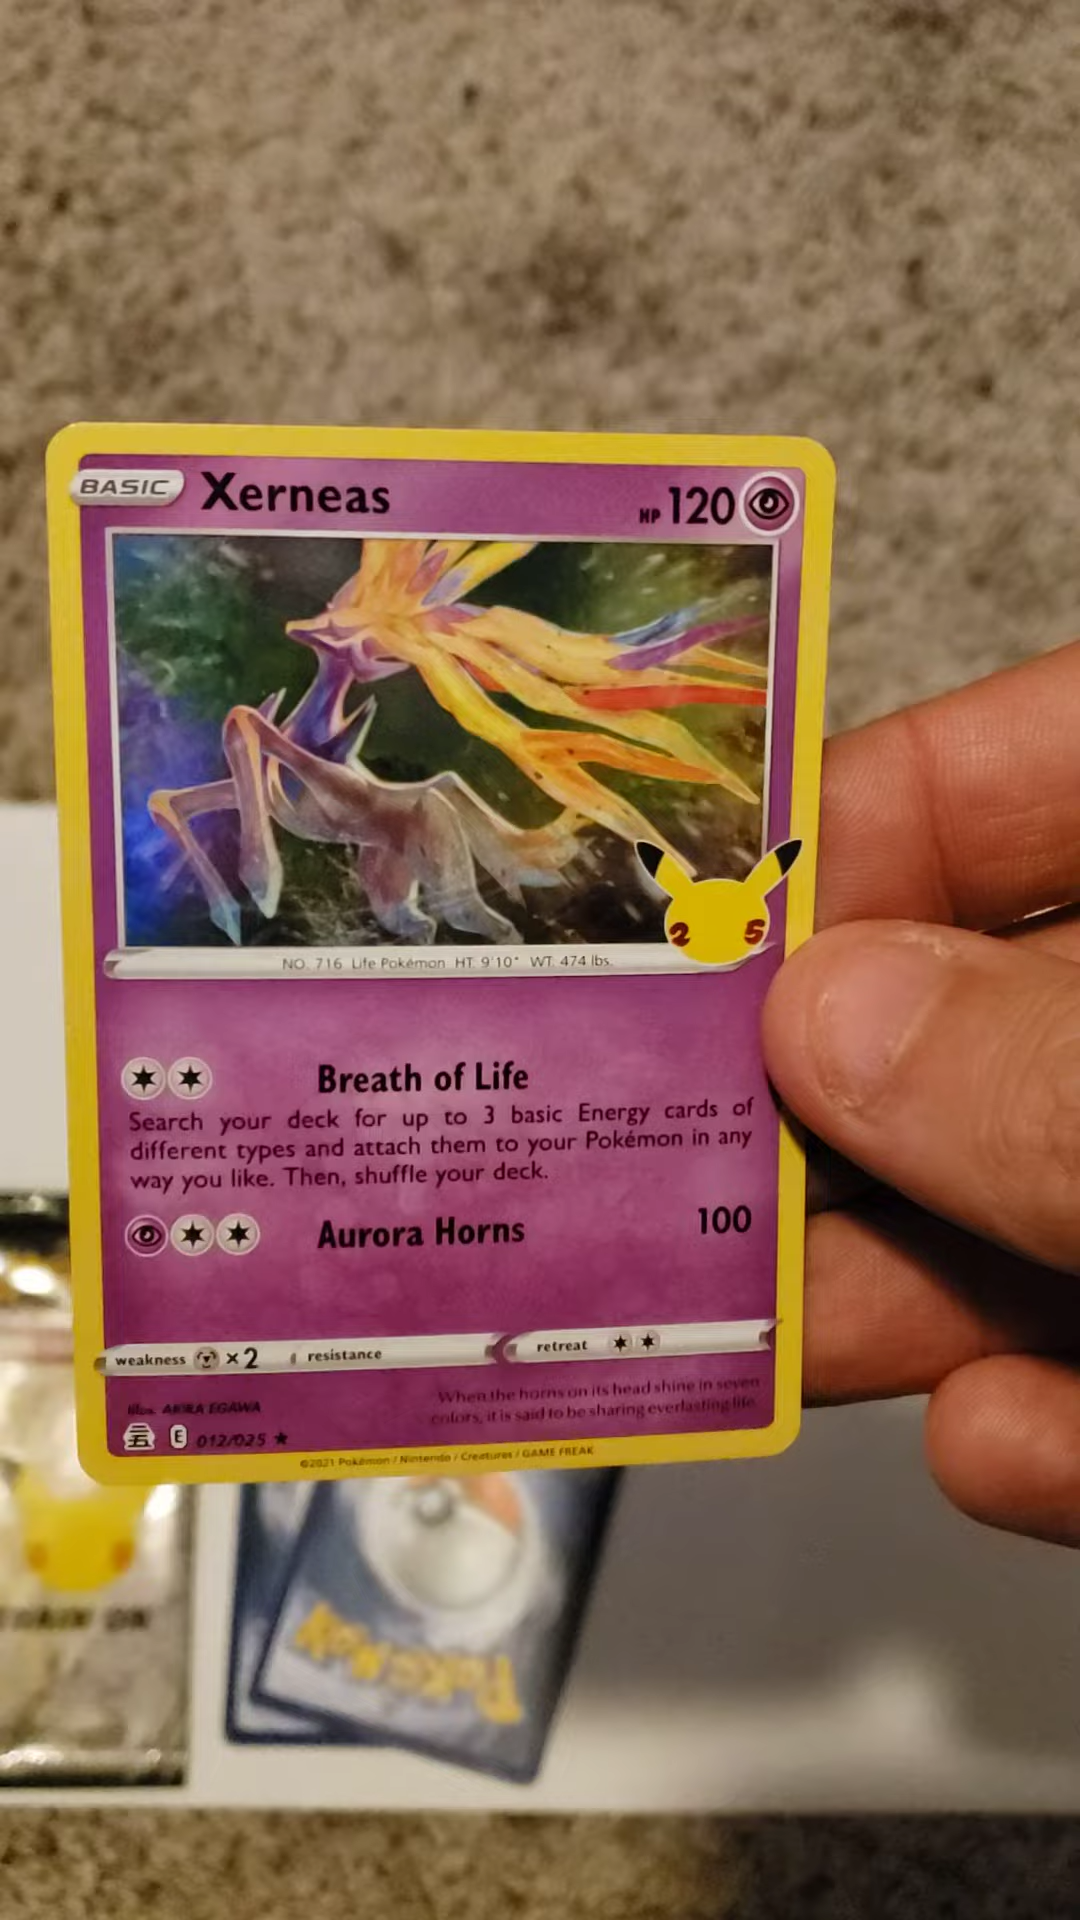 BASIC Xerneas HP 120
25
NO. 716 Life Pokémon HT: 9'10" WT: 474 lbs.
Breath of Life
Search your deck for up to 3 basic Energy cards of
different types and attach them to your Pokémon in any
way you like. Then, shuffle your deck.
Aurora Horns 100
weakness ×2 resistance retreat
When the horns on its head shine in seven
colors, it is said to be sharing everlasting life.
Illus. AKIRA EGAWA
E 012/025 ★
©2021 Pokémon / Nintendo / Creatures / GAME FREAK
POKéMON